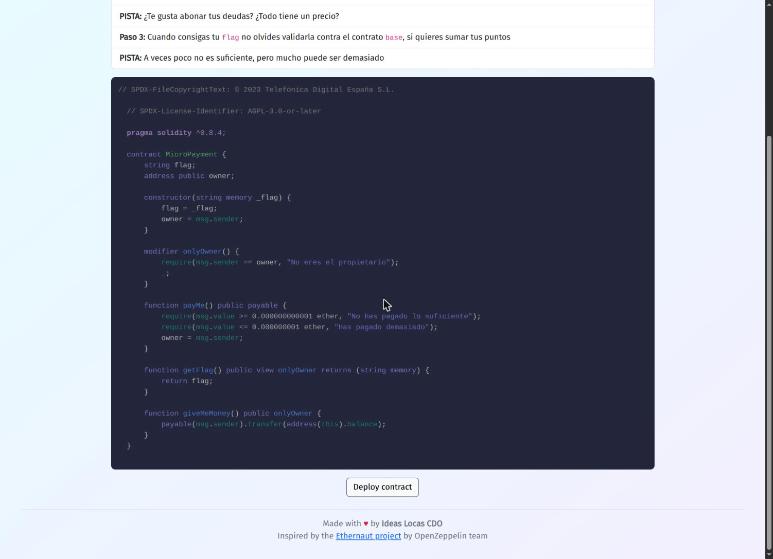 PISTA: ¿Te gusta abonar tus deudas? ¿Todo tiene un precio?
Paso 3: Cuando consigas tu flag no olvides validarla contra el contrato base, si quieres sumar tus puntos
PISTA: A veces poco no es suficiente, pero mucho puede ser demasiado
// SPDX-FileCopyrightText: © 2023 Telefónica Digital España S.L.
// SPDX-License-Identifier: AGPL-3.0-or-later
pragma solidity ^0.8.4;
contract MicroPayment {
string flag;
address public owner;
constructor(string memory _flag) {
flag = _flag;
owner = msg.sender;
}
modifier onlyOwner() {
require(msg.sender == owner, "No eres el propietario");
_;
}
function payMe() public payable {
require(msg.value >= 0.000000000001 ether, "No has pagado lo suficiente");
require(msg.value <= 0.000000001 ether, "Has pagado demasiado");
owner = msg.sender;
}
function getFlag() public view onlyOwner returns (string memory) {
return flag;
}
function giveMeMoney() public onlyOwner {
payable(msg.sender).transfer(address(this).balance);
}
}
Deploy contract
Made with ♥ by Ideas Locas CDO
Inspired by the Ethernaut project by OpenZeppelin team